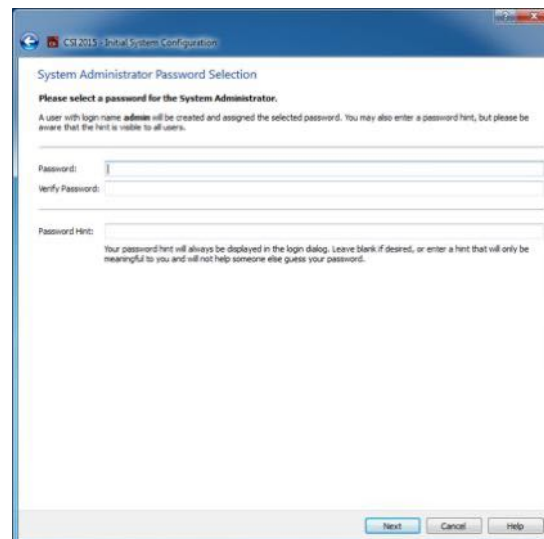 CSI 2015 - Initial System Configuration
System Administrator Password Selection
Please select a password for the System Administrator.
A user with login name admin will be created and assigned the selected password. You may also enter a password hint, but please be
aware that the hint is visible to all users.
Password:
Verify Password:
Password Hint:
Your password hint will always be displayed in the login dialog. Leave blank if desired, or enter a hint that will only be
meaningful to you and will not help someone else guess your password.
Next Cancel Help